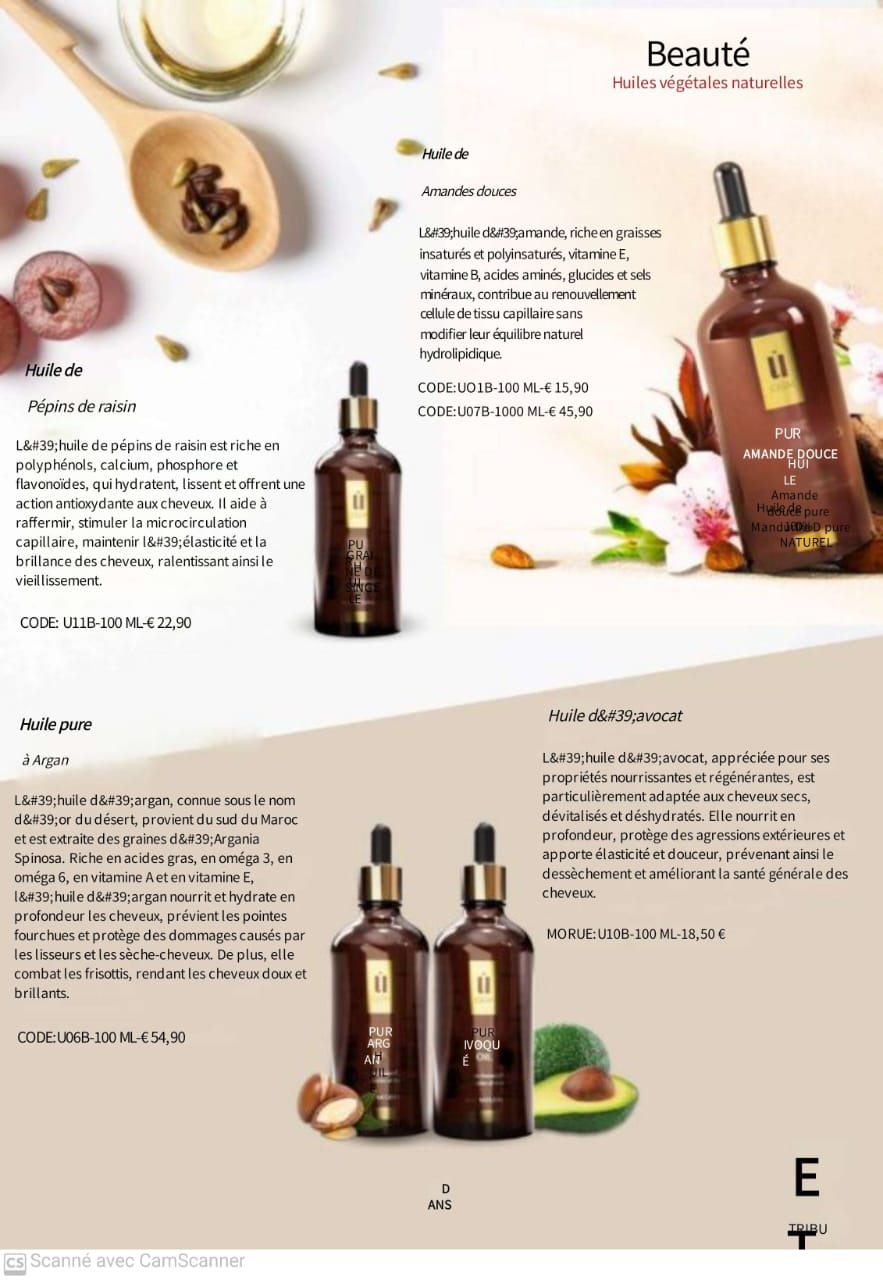 Beauté
Huiles végétales naturelles
Huile de
Amandes douces
L&#39;huile d&#39;amande, riche en graisses
insaturés et polyinsaturés, vitamine E,
vitamine B, acides aminés, glucides et sels
minéraux, contribue au renouvellement
cellule de tissu capillaire sans
modifier leur équilibre naturel
hydrolipidique.
CODE:UO1B-100 ML-€ 15,90
CODE:U07B-1000 ML-€ 45,90
PUR
AMANDE DOUCE
HUI
LE
Amande
Huile de
douce pure
NATUREL
Huile de
Pépins de raisin
L&#39;huile de pépins de raisin est riche en
polyphénols, calcium, phosphore et
flavonoïdes, qui hydratent, lissent et offrent une
action antioxydante aux cheveux. Il aide à
raffermir, stimuler la microcirculation
capillaire, maintenir l&#39;élasticité et la
brillance des cheveux, ralentissant ainsi le
vieillissement.
CODE: U11B-100 ML-€ 22,90
Huile pure
à Argan
L&#39;huile d&#39;argan, connue sous le nom
d&#39;or du désert, provient du sud du Maroc
et est extraite des graines d&#39;Argania
Spinosa. Riche en acides gras, en oméga 3, en
oméga 6, en vitamine A et en vitamine E,
l&#39;huile d&#39;argan nourrit et hydrate en
profondeur les cheveux, prévient les pointes
fourchues et protège des dommages causés par
les lisseurs et les sèche-cheveux. De plus, elle
combat les frisottis, rendant les cheveux doux et
brillants.
CODE:U06B-100 ML-€ 54,90
Huile d&#39;avocat
L&#39;huile d&#39;avocat, appréciée pour ses
propriétés nourrissantes et régénérantes, est
particulièrement adaptée aux cheveux secs,
dévitalisés et déshydratés. Elle nourrit en
profondeur, protège des agressions extérieures et
apporte élasticité et douceur, prévenant ainsi le
dessèchement et améliorant la santé générale des
cheveux.
MORUE:U10B-100 ML-18,50 €
PUR
ARG
AN
PUR
IVOQU
É
OIL
D
ANS
E
TRIBU
T
CS Scanné avec CamScanner